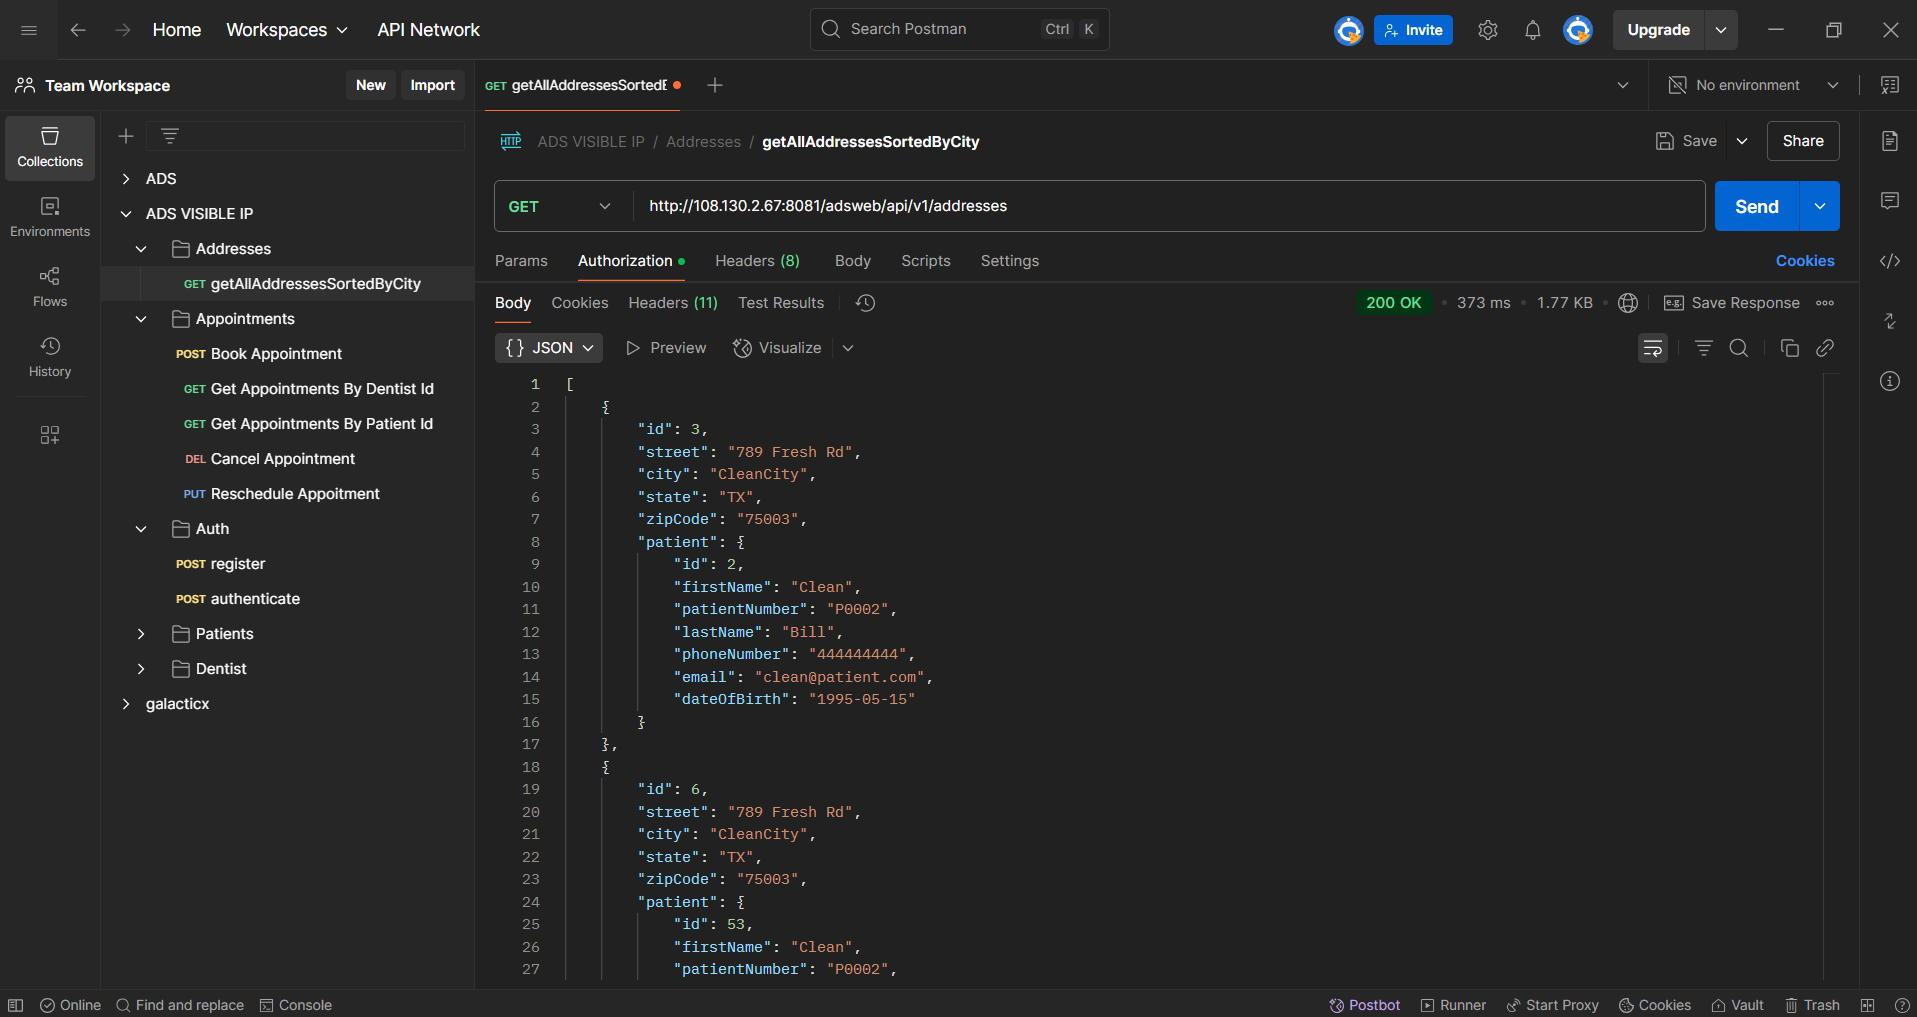 Home Workspaces API Network Search Postman Ctrl K Invite Upgrade
Team Workspace New Import GET getAllAddressesSortedE No environment
Collections
Environments
Flows
History
ADS
ADS VISIBLE IP
Addresses
GET getAllAddressesSortedByCity
Appointments
POST Book Appointment
GET Get Appointments By Dentist Id
GET Get Appointments By Patient Id
DEL Cancel Appointment
PUT Reschedule Appoitment
Auth
POST register
POST authenticate
Patients
Dentist
galacticx
HTTP ADS VISIBLE IP / Addresses / getAllAddressesSortedByCity Save Share
GET http://108.130.2.67:8081/adsweb/api/v1/addresses Send
Params Authorization Headers (8) Body Scripts Settings Cookies
Body Cookies Headers (11) Test Results 200 OK 373 ms 1.77 KB e.g. Save Response
{} JSON Preview Visualize
1 [
2 {
3 "id": 3,
4 "street": "789 Fresh Rd",
5 "city": "CleanCity",
6 "state": "TX",
7 "zipCode": "75003",
8 "patient": {
9 "id": 2,
10 "firstName": "Clean",
11 "patientNumber": "P0002",
12 "lastName": "Bill",
13 "phoneNumber": "444444444",
14 "email": "clean@patient.com",
15 "dateOfBirth": "1995-05-15"
16 }
17 },
18 {
19 "id": 6,
20 "street": "789 Fresh Rd",
21 "city": "CleanCity",
22 "state": "TX",
23 "zipCode": "75003",
24 "patient": {
25 "id": 53,
26 "firstName": "Clean",
27 "patientNumber": "P0002",
Online Find and replace Console Postbot Runner Start Proxy Cookies Vault Trash